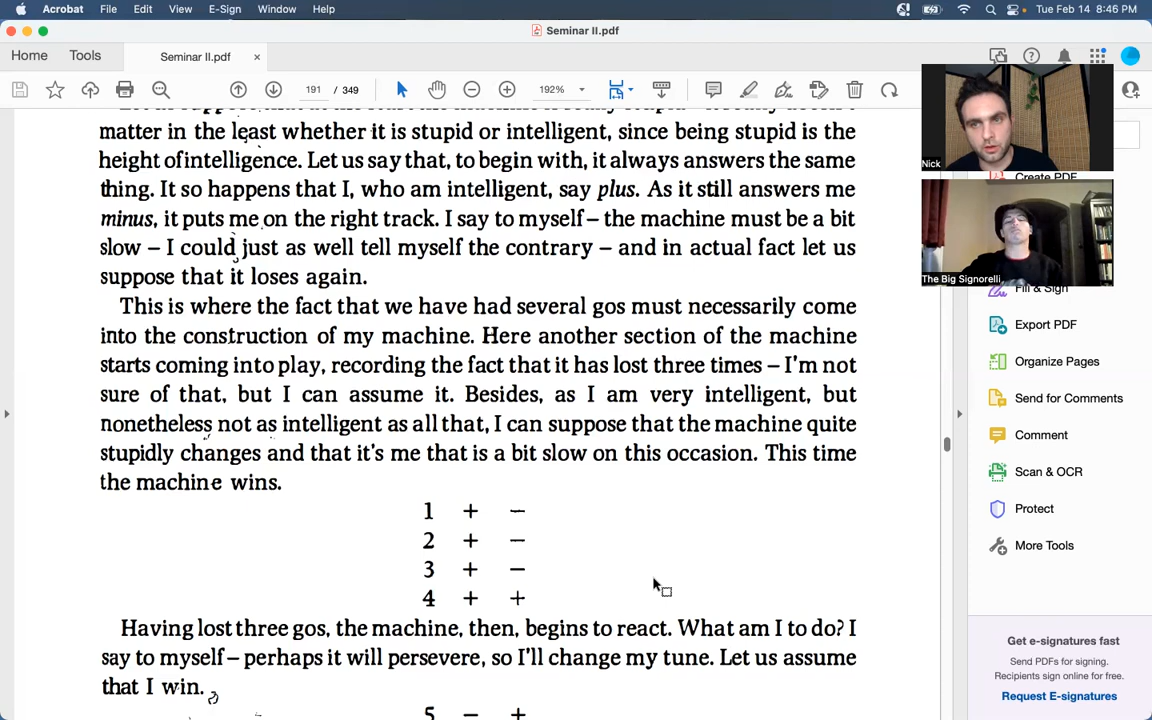 Acrobat File Edit View Window Help Tue Feb 14 8:46 PM
Seminar II.pdf
Home Tools Seminar II.pdf ×
191 / 349 192%
matter in the least whether it is stupid or intelligent, since being stupid is the
height of intelligence. Let us say that, to begin with, it always answers the same
thing. It so happens that I, who am intelligent, say plus. As it still answers me
minus, it puts me on the right track. I say to myself – the machine must be a bit
slow – I could just as well tell myself the contrary – and in actual fact let us
suppose that it loses again.
This is where the fact that we have had several gos must necessarily come
into the construction of my machine. Here another section of the machine
starts coming into play, recording the fact that it has lost three times – I'm not
sure of that, but I can assume it. Besides, as I am very intelligent, but
nonetheless not as intelligent as all that, I can suppose that the machine quite
stupidly changes and that it's me that is a bit slow on this occasion. This time
the machine wins.
1 + –
2 + –
3 + –
4 + +
Having lost three gos, the machine, then, begins to react. What am I to do? I
say to myself – perhaps it will persevere, so I'll change my tune. Let us assume
that I win.
5 – +
Nick
The Big Signorelli
Create PDF
Fill & Sign
Export PDF
Organize Pages
Send for Comments
Comment
Scan & OCR
Protect
More Tools
Get e-signatures fast
Send PDFs for signing.
Recipients sign online for free.
Request E-signatures